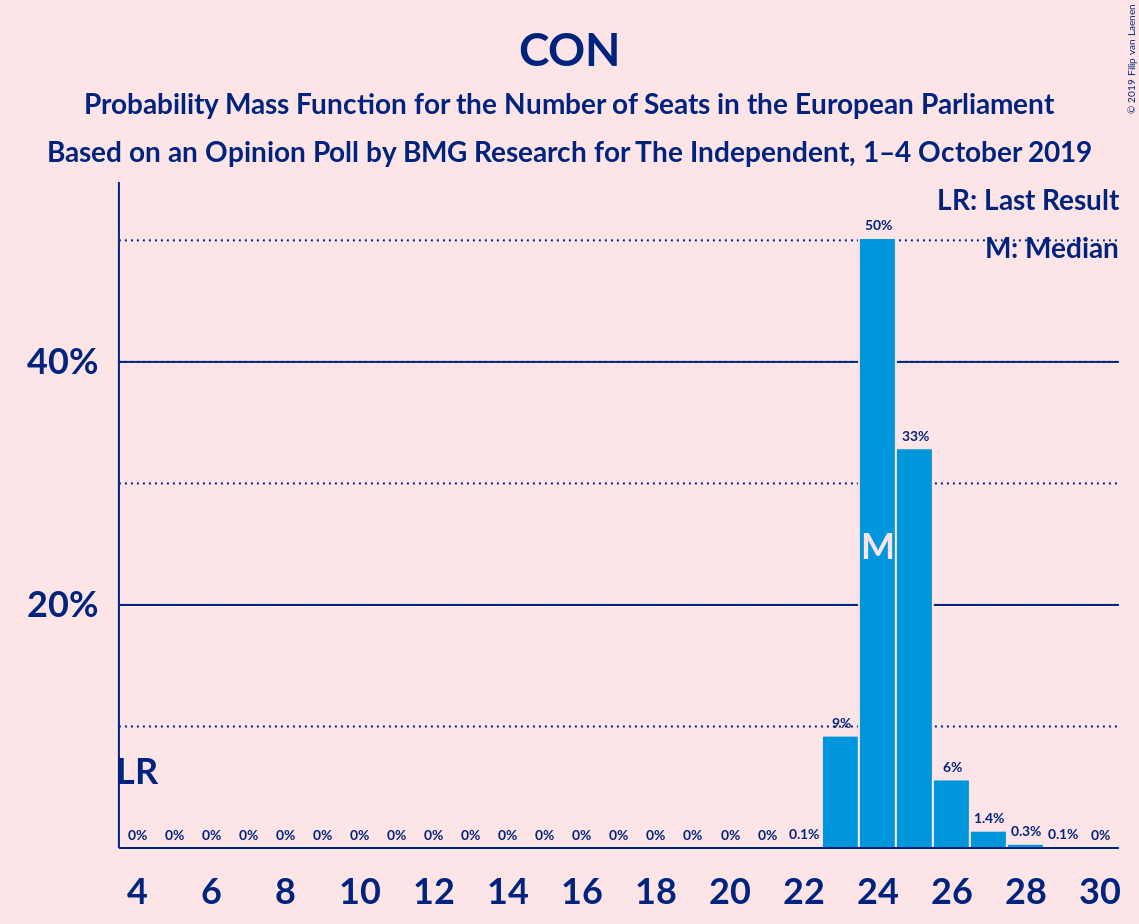 CON
Probability Mass Function for the Number of Seats in the European Parliament
Based on an Opinion Poll by BMG Research for The Independent, 1–4 October 2019
© 2019 Filip van Laenen
LR: Last Result
M: Median
50%
40%
33%
M
20%
9%
LR
6%
1.4%
0% 0% 0% 0% 0% 0% 0% 0% 0% 0% 0% 0% 0% 0% 0% 0% 0% 0% 0.1% 0.3% 0.1% 0%
4 6 8 10 12 14 16 18 20 22 24 26 28 30